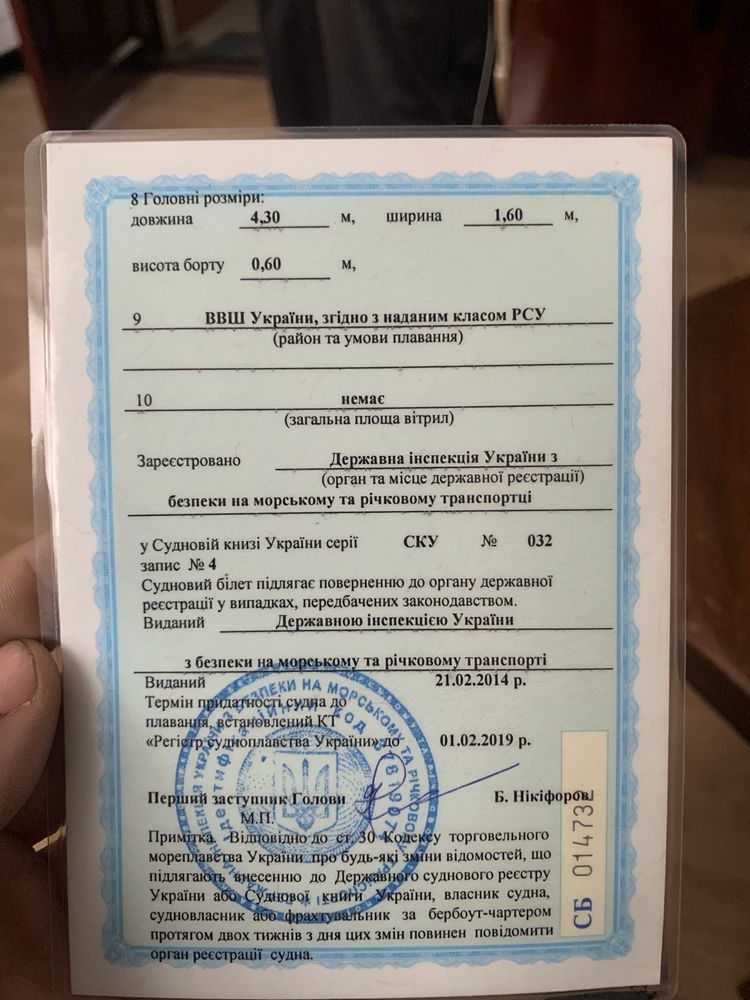 8 Головні розміри:
довжина 4,30 м, ширина 1,60 м,
висота борту 0,60 м,
9 ВВШ України, згідно з наданим класом РСУ
(район та умови плавання)
10 немає
(загальна площа вітрил)
Зареєстровано Державна інспекція України з
(орган та місце державної реєстрації)
безпеки на морському та річковому транспортці
у Судновій книзі України серії СКУ № 032
запис № 4
Судновий білет підлягає поверненню до органу державної
реєстрації у випадках, передбачених законодавством.
Виданий Державною інспекцією України
з безпеки на морському та річковому транспорті
Виданий 21.02.2014 р.
Термін придатності судна до
плавання, встановлений КТ
«Регістр судноплавства України» до 01.02.2019 р.
Перший заступник Голови Б. Нікіфоров
М.П.
Примітка. Відповідно до ст. 30 Кодексу торговельного
мореплавства України про будь-які зміни відомостей, що
підлягають внесенню до Державного суднового реєстру
України або Суднової книги України, власник судна,
судновласник або фрахтувальник за бербоут-чартером
протягом двох тижнів з дня цих змін повинен повідомити
орган реєстрації судна.
СБ 014732